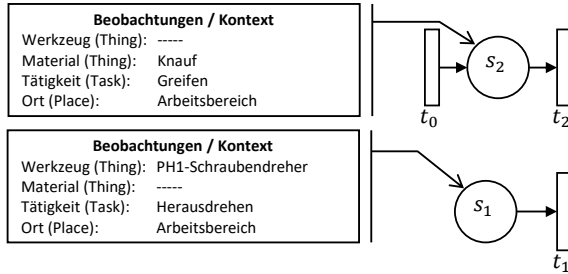 Beobachtungen / Kontext
Werkzeug (Thing): -----
Material (Thing): Knauf
Tätigkeit (Task): Greifen
Ort (Place): Arbeitsbereich
s₂
t₀
t₂
Beobachtungen / Kontext
Werkzeug (Thing): PH1-Schraubendreher
Material (Thing): -----
Tätigkeit (Task): Herausdrehen
Ort (Place): Arbeitsbereich
s₁
t₁